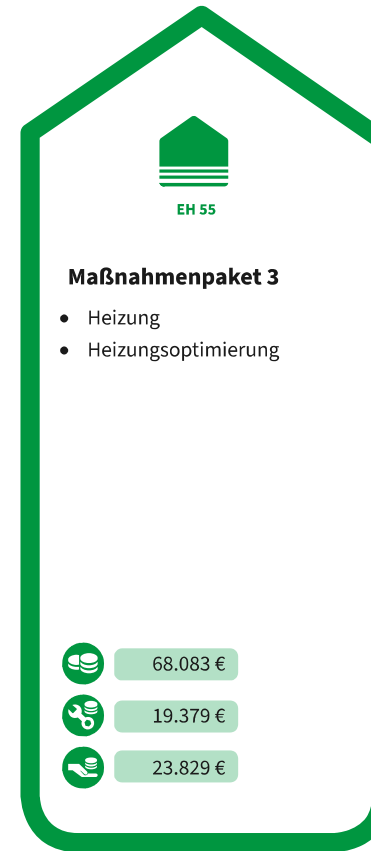 EH 55
Maßnahmenpaket 3
• Heizung
• Heizungsoptimierung
68.083 €
19.379 €
23.829 €